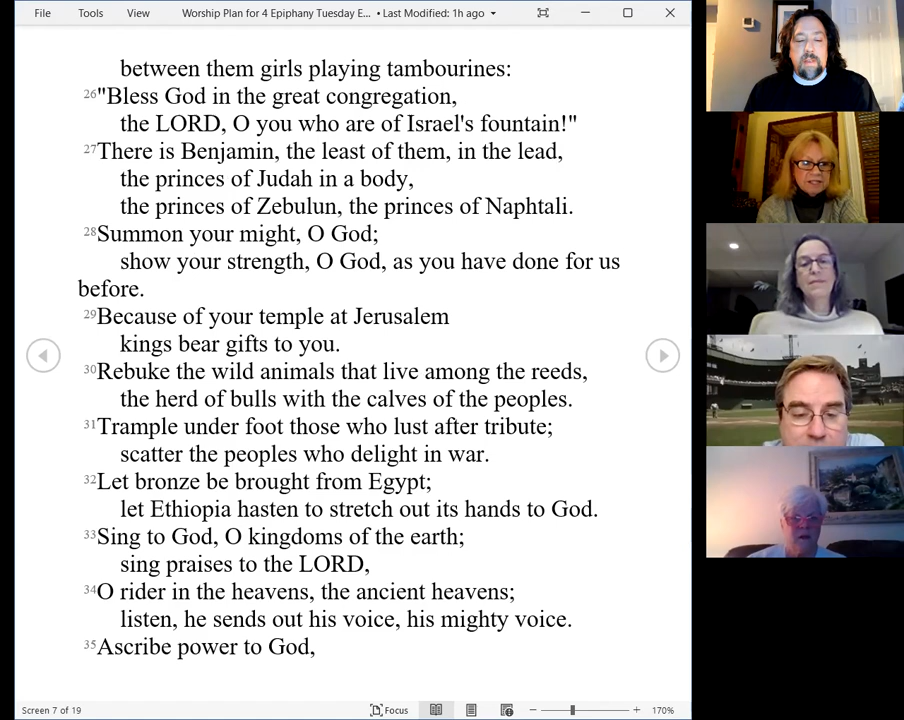 File Tools Worship Plan for 4 Epiphany Tuesday E... • Last Modified: 1h ago
between them girls playing tambourines:
26"Bless God in the great congregation,
the LORD, O you who are of Israel's fountain!"
27There is Benjamin, the least of them, in the lead,
the princes of Judah in a body,
the princes of Zebulun, the princes of Naphtali.
28Summon your might, O God;
show your strength, O God, as you have done for us
before.
29Because of your temple at Jerusalem
kings bear gifts to you.
30Rebuke the wild animals that live among the reeds,
the herd of bulls with the calves of the peoples.
31Trample under foot those who lust after tribute;
scatter the peoples who delight in war.
32Let bronze be brought from Egypt;
let Ethiopia hasten to stretch out its hands to God.
33Sing to God, O kingdoms of the earth;
sing praises to the LORD,
34O rider in the heavens, the ancient heavens;
listen, he sends out his voice, his mighty voice.
35Ascribe power to God,
Screen 7 of 19 Focus 170%